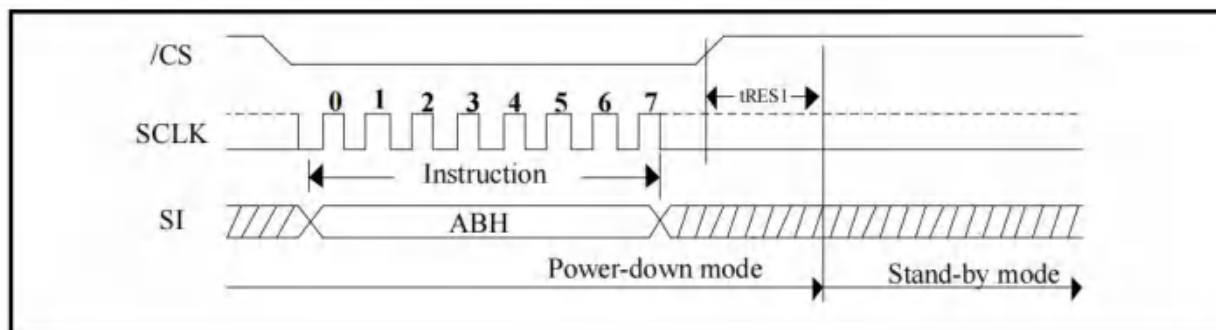 /CS
tRES1
0 1 2 3 4 5 6 7
SCLK
Instruction
SI
ABH
Power-down mode
Stand-by mode